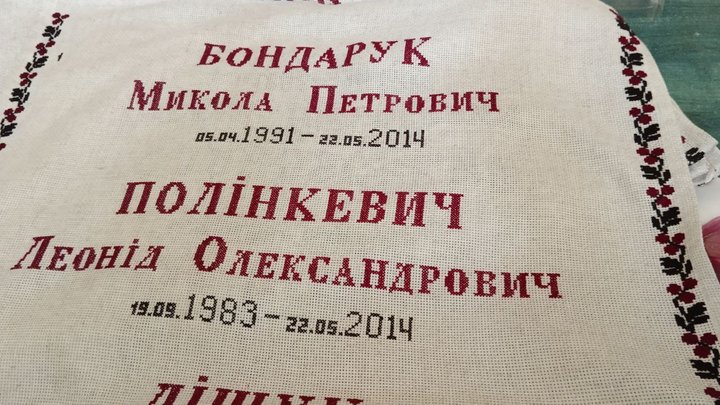 БОНДАРУК
Микола Петрович
05.04.1991 – 22.05.2014
ПОЛІНКЕВИЧ
Леонід Олександрович
19.09.1983 – 22.05.2014